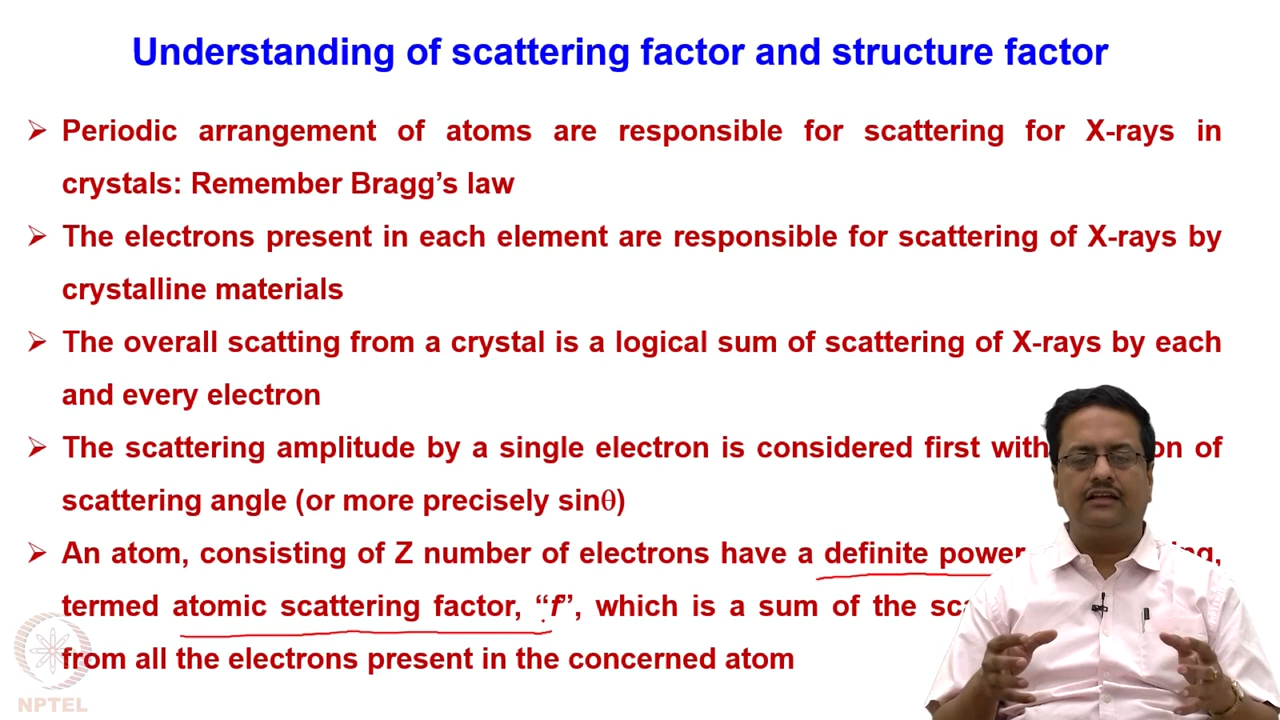 Understanding of scattering factor and structure factor
➢ Periodic arrangement of atoms are responsible for scattering for X-rays in
crystals: Remember Bragg's law
➢ The electrons present in each element are responsible for scattering of X-rays by
crystalline materials
➢ The overall scatting from a crystal is a logical sum of scattering of X-rays by each
and every electron
➢ The scattering amplitude by a single electron is considered first with of
scattering angle (or more precisely sinθ)
➢ An atom, consisting of Z number of electrons have a definite power
termed atomic scattering factor, "f", which is a sum of the
from all the electrons present in the concerned atom
NPTEL